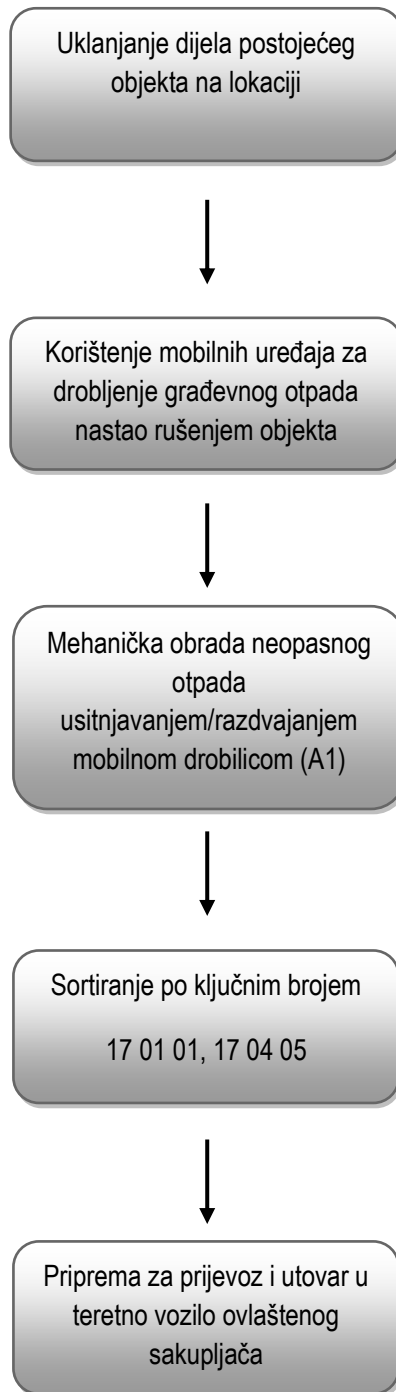 Uklanjanje dijela postojećeg
objekta na lokaciji
Korištenje mobilnih uređaja za
drobljenje građevnog otpada
nastao rušenjem objekta
Mehanička obrada neopasnog
otpada
usitnjavanjem/razdvajanjem
mobilnom drobilicom (A1)
Sortiranje po ključnim brojem
17 01 01, 17 04 05
Priprema za prijevoz i utovar u
teretno vozilo ovlaštenog
sakupljača